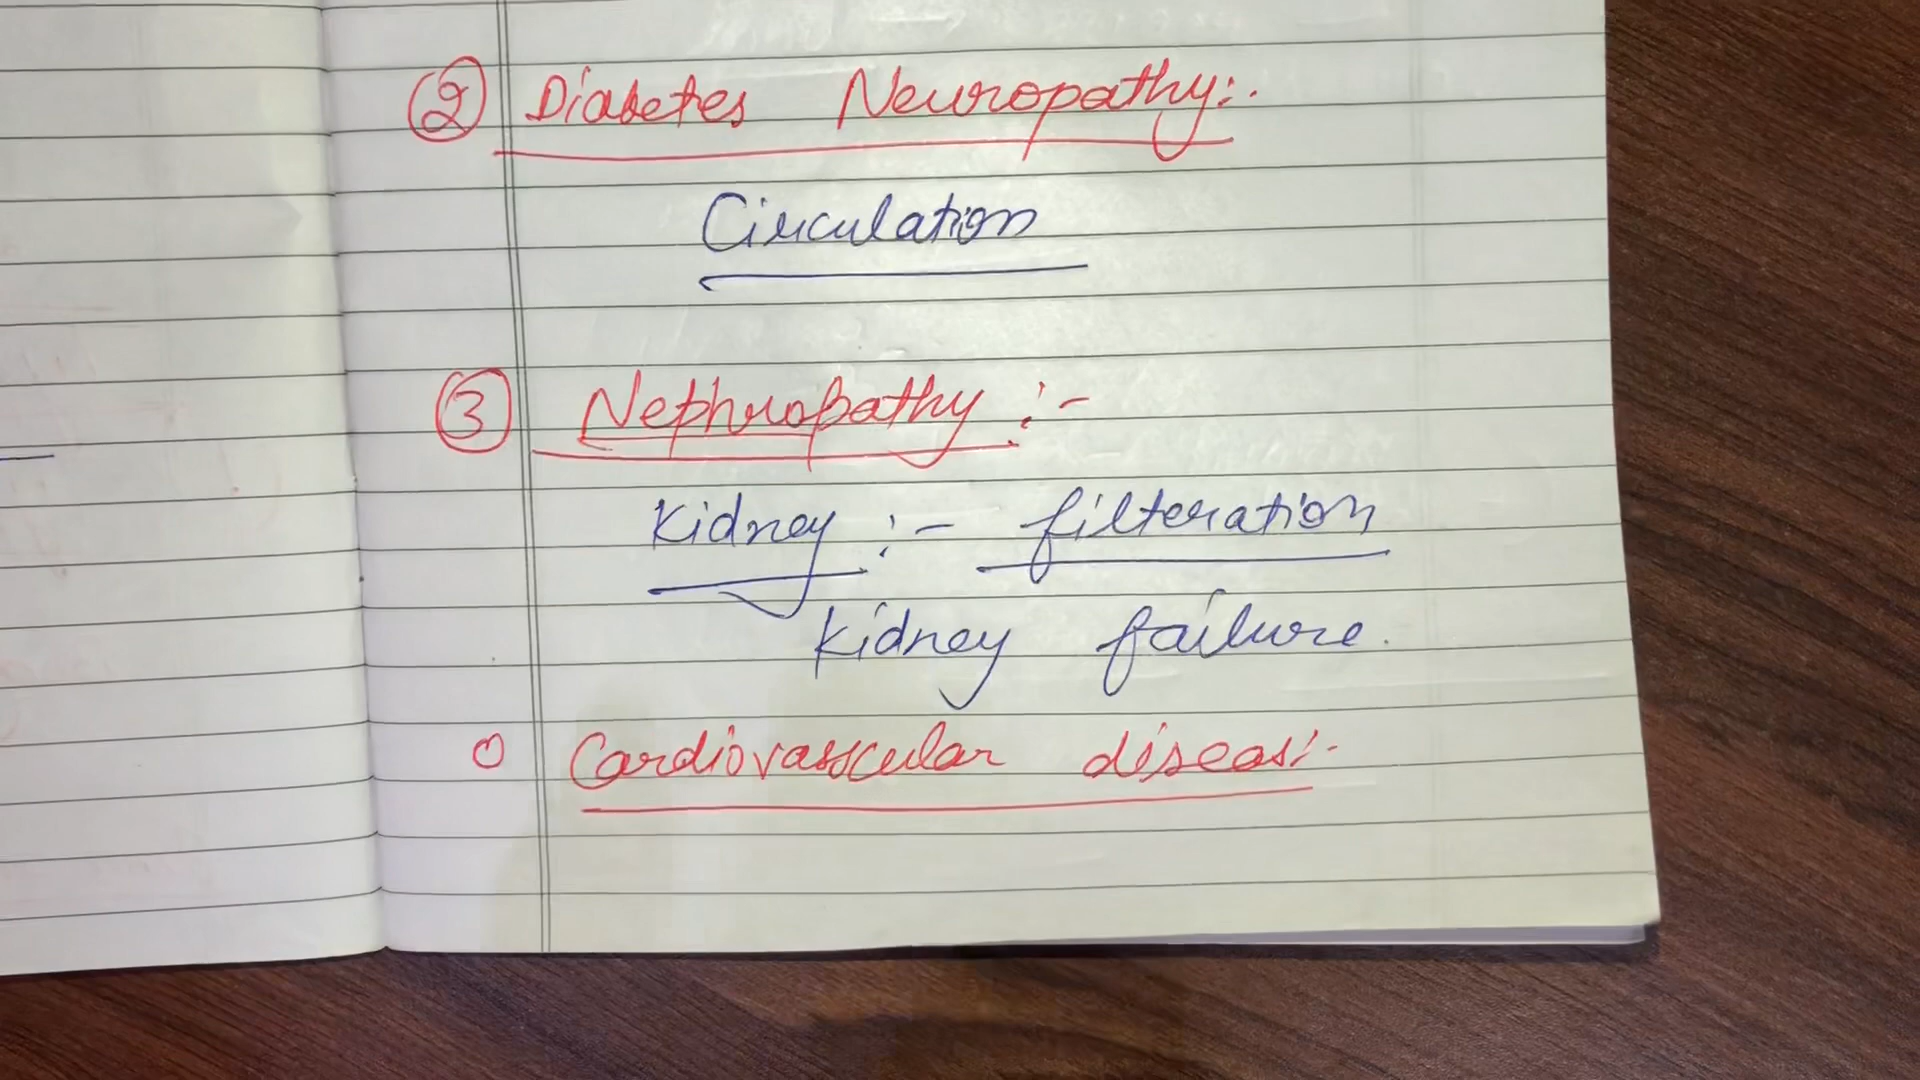 ② Diabetes Neuropathy:.
Circulation
③ Nephropathy :-
Kidney :- filteration
Kidney failure.
O Cardiovasscular diseas:-